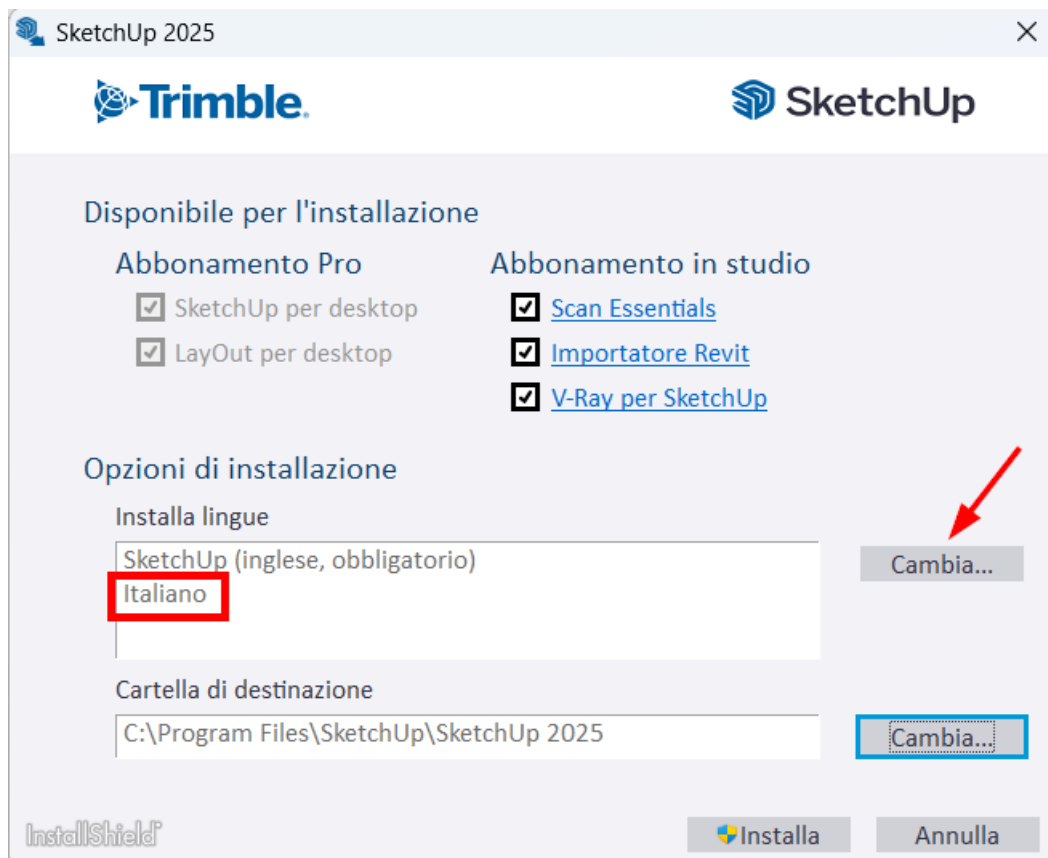 SketchUp 2025
Trimble.
SketchUp
Disponibile per l'installazione
Abbonamento Pro
SketchUp per desktop
LayOut per desktop
Abbonamento in studio
Scan Essentials
Importatore Revit
V-Ray per SketchUp
Opzioni di installazione
Installa lingue
SketchUp (inglese, obbligatorio)
Italiano
Cambia...
Cartella di destinazione
C:\Program Files\SketchUp\SketchUp 2025
Cambia...
InstallShield
Installa
Annulla